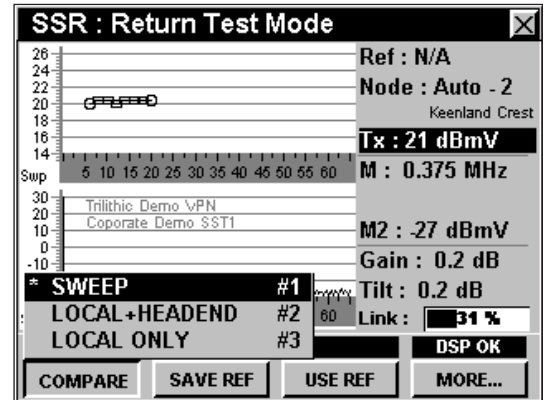 SSR : Return Test Mode
26
24
22
20
18
16
14
Swp 5 10 15 20 25 30 35 40 45 50 55 60
30
20
10
0
-10
Trilithic Demo VPN
Coporate Demo SST1
60
Ref : N/A
Node : Auto - 2
Keenland Crest
Tx : 21 dBmV
M : 0.375 MHz
M2 : -27 dBmV
Gain : 0.2 dB
Tilt : 0.2 dB
Link : 31 %
DSP OK
* SWEEP #1
LOCAL+HEADEND #2
LOCAL ONLY #3
COMPARE SAVE REF USE REF MORE...